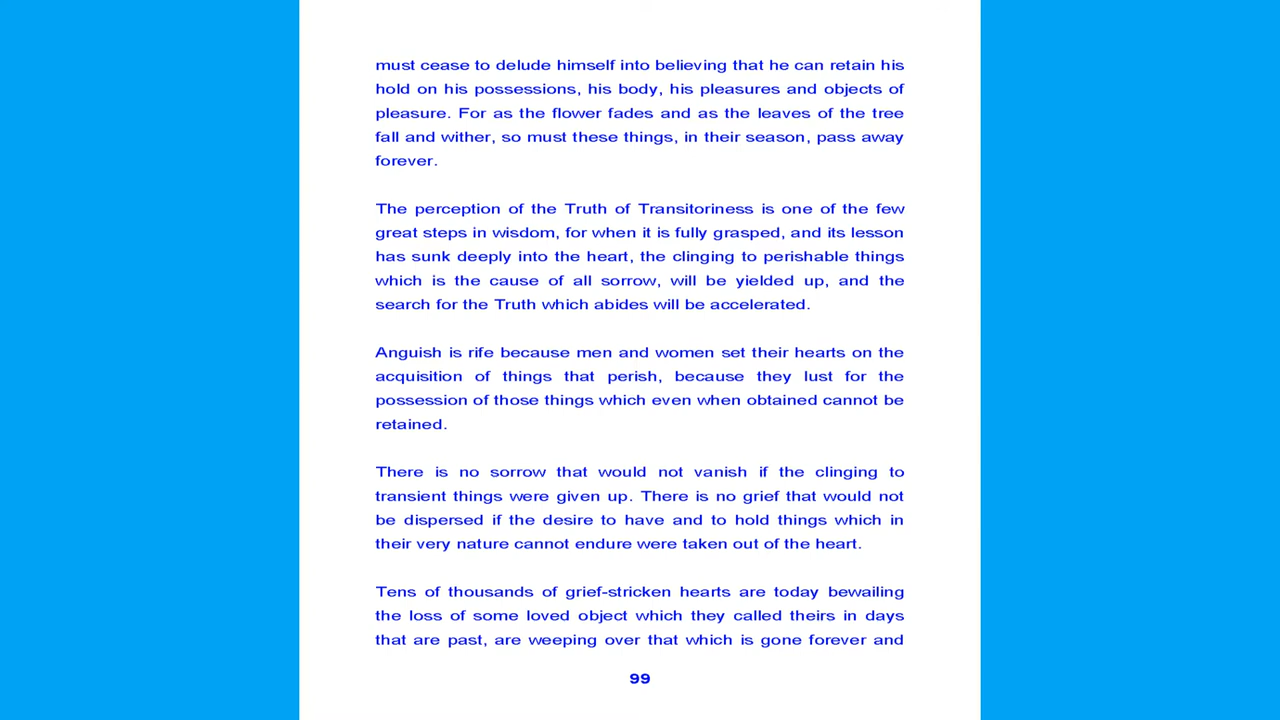 must cease to delude himself into believing that he can retain his
hold on his possessions, his body, his pleasures and objects of
pleasure. For as the flower fades and as the leaves of the tree
fall and wither, so must these things, in their season, pass away
forever.
The perception of the Truth of Transitoriness is one of the few
great steps in wisdom, for when it is fully grasped, and its lesson
has sunk deeply into the heart, the clinging to perishable things
which is the cause of all sorrow, will be yielded up, and the
search for the Truth which abides will be accelerated.
Anguish is rife because men and women set their hearts on the
acquisition of things that perish, because they lust for the
possession of those things which even when obtained cannot be
retained.
There is no sorrow that would not vanish if the clinging to
transient things were given up. There is no grief that would not
be dispersed if the desire to have and to hold things which in
their very nature cannot endure were taken out of the heart.
Tens of thousands of grief-stricken hearts are today bewailing
the loss of some loved object which they called theirs in days
that are past, are weeping over that which is gone forever and
99